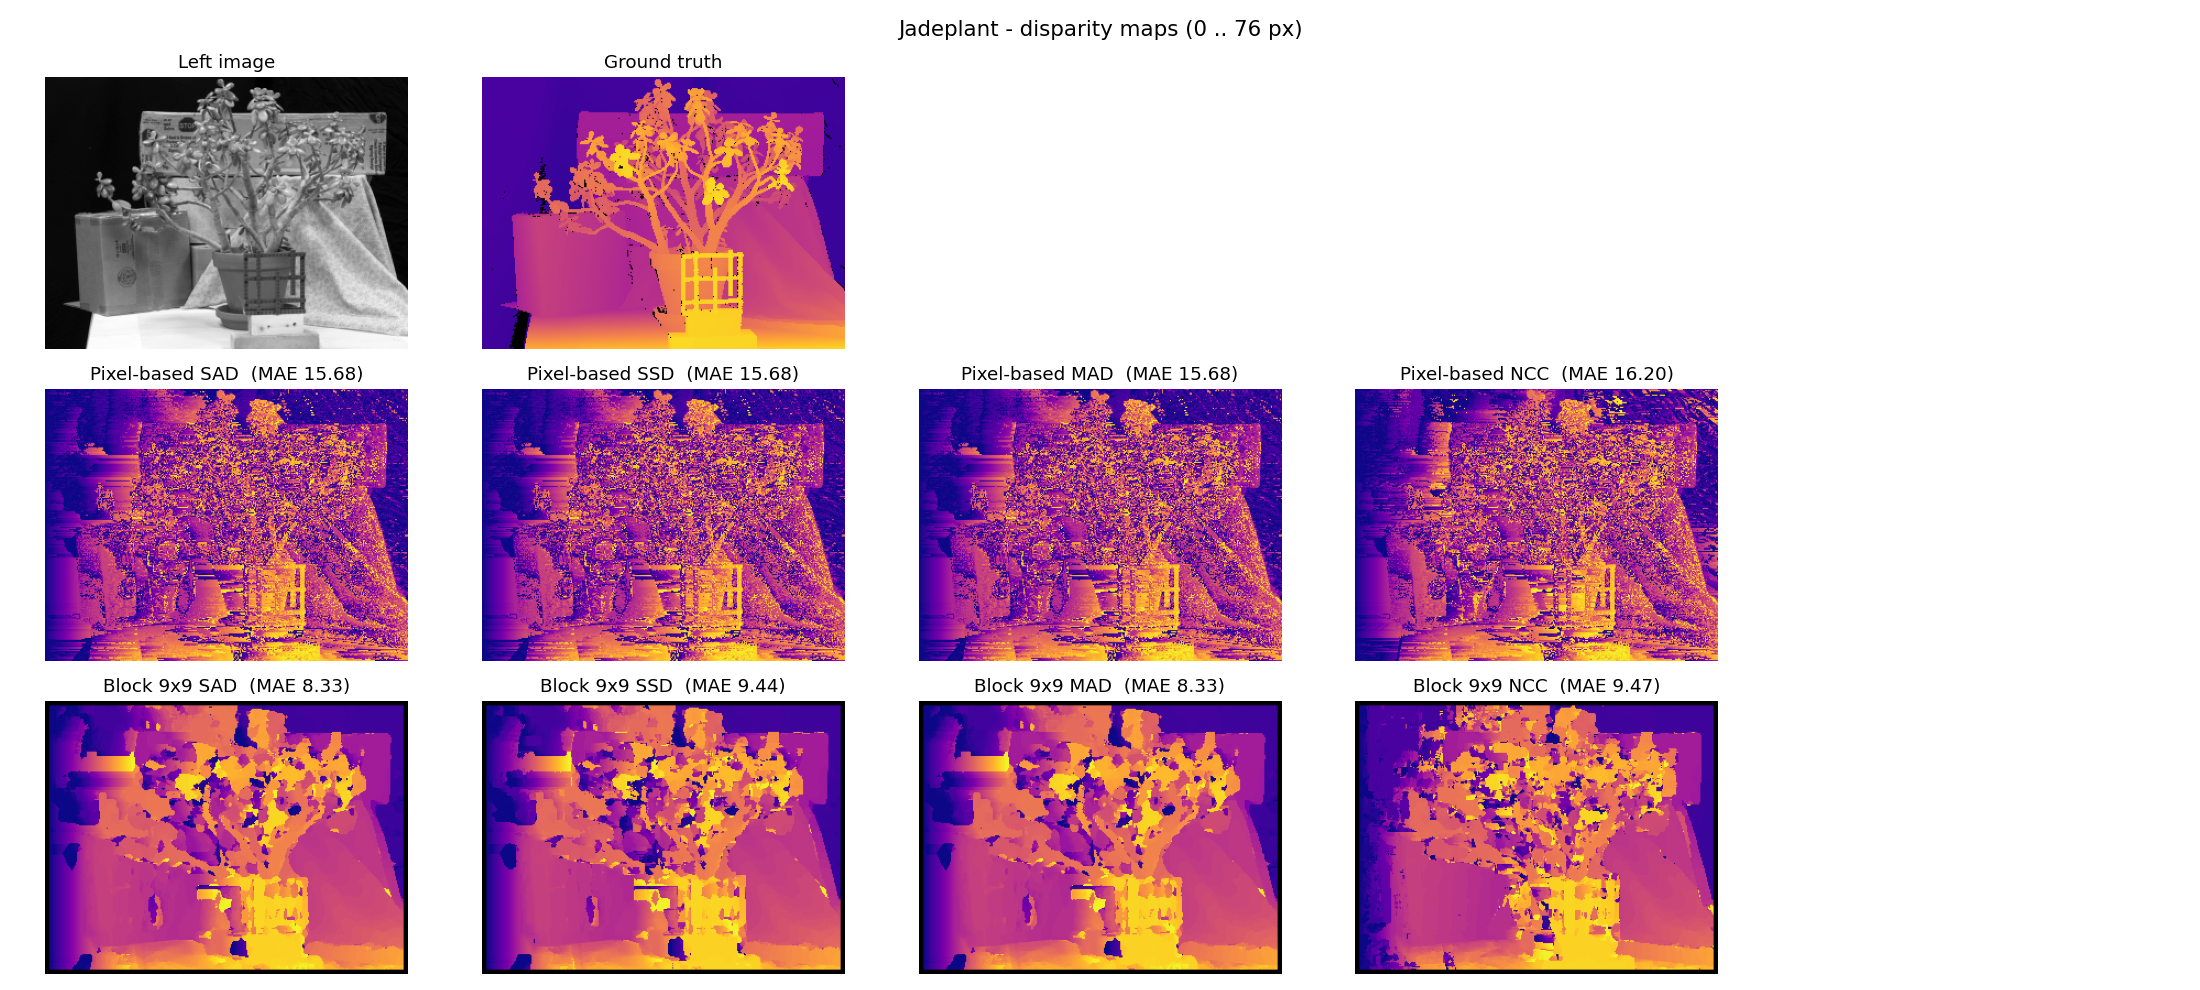 Jadeplant - disparity maps (0 .. 76 px)
Left image
Ground truth
Pixel-based SAD (MAE 15.68)
Pixel-based SSD (MAE 15.68)
Pixel-based MAD (MAE 15.68)
Pixel-based NCC (MAE 16.20)
Block 9x9 SAD (MAE 8.33)
Block 9x9 SSD (MAE 9.44)
Block 9x9 MAD (MAE 8.33)
Block 9x9 NCC (MAE 9.47)